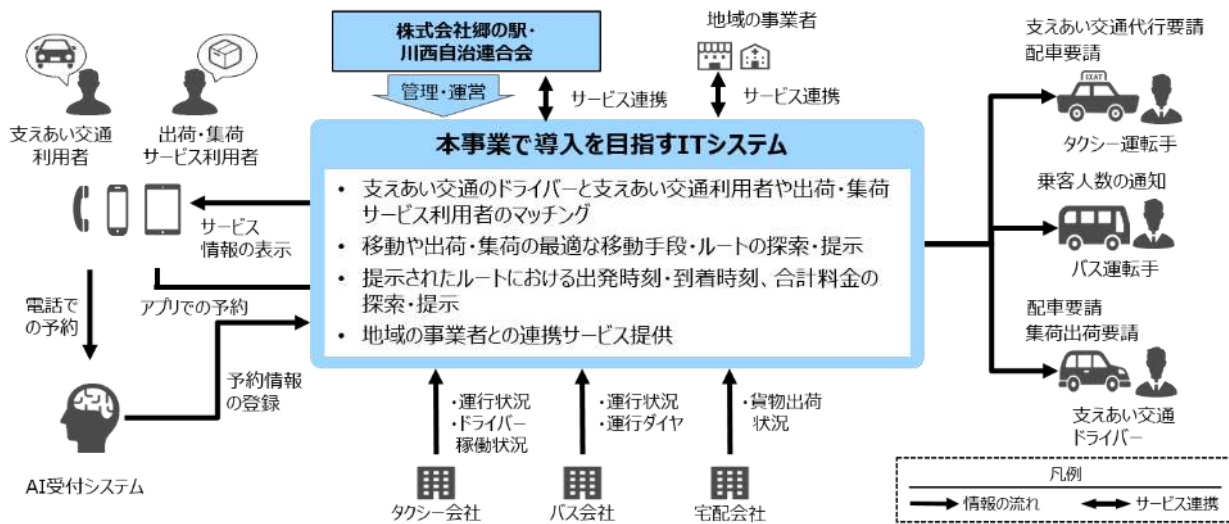 株式会社郷の駅・
川西自治連合会
管理・運営
サービス連携
地域の事業者
サービス連携
支えあい交通
利用者
出荷・集荷
サービス利用者
サービス
情報の表示
電話で
の予約
アプリでの予約
予約情報
の登録
AI受付システム
本事業で導入を目指すITシステム
• 支えあい交通のドライバーと支えあい交通利用者や出荷・集荷
サービス利用者のマッチング
• 移動や出荷・集荷の最適な移動手段・ルートの探索・提示
• 提示されたルートにおける出発時刻・到着時刻、合計料金の
探索・提示
• 地域の事業者との連携サービス提供
・運行状況
・ドライバー
稼働状況
タクシー会社
・運行状況
・運行ダイヤ
バス会社
・貨物出荷
状況
宅配会社
支えあい交通代行要請
配車要請
タクシー運転手
乗客人数の通知
バス運転手
配車要請
集荷出荷要請
支えあい交通
ドライバー
凡例
情報の流れ
サービス連携